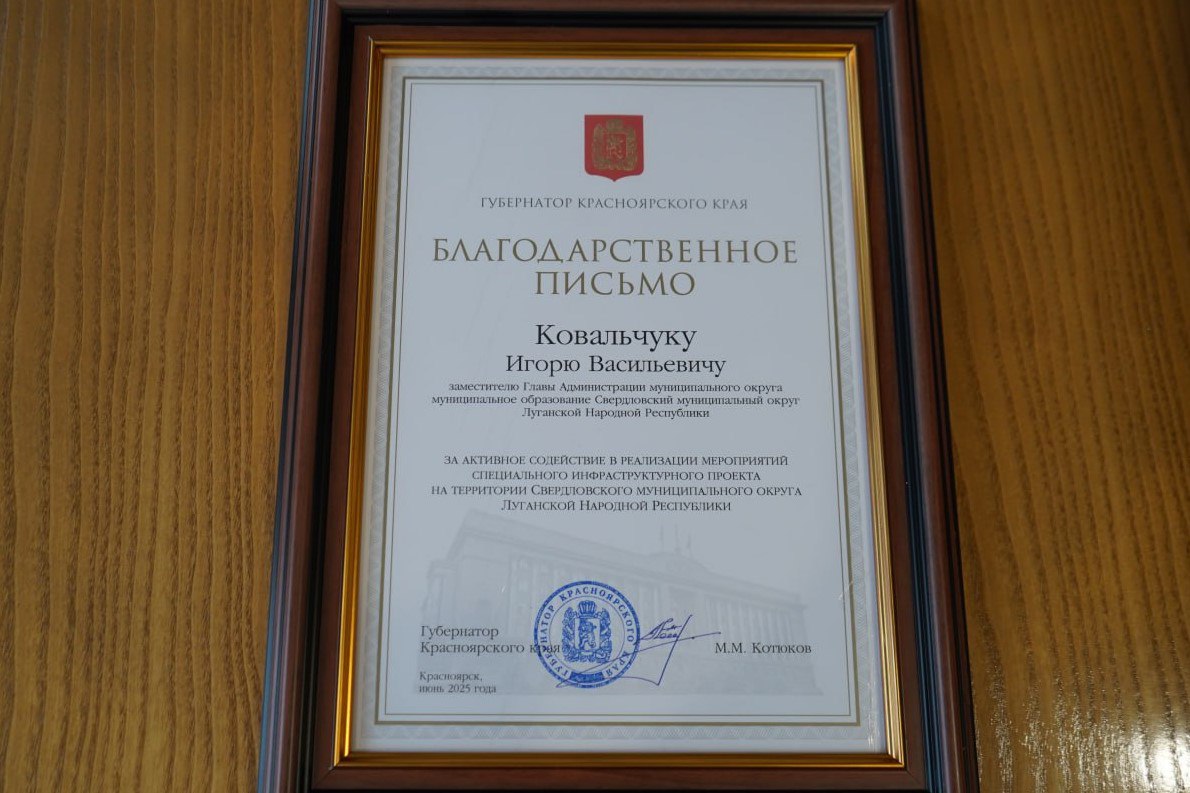 ГУБЕРНАТОР КРАСНОЯРСКОГО КРАЯ
БЛАГОДАРСТВЕННОЕ
ПИСЬМО
Ковальчуку
Игорю Васильевичу
заместителю Главы Администрации муниципального округа
муниципальное образование Свердловский муниципальный округ
Луганской Народной Республики
ЗА АКТИВНОЕ СОДЕЙСТВИЕ В РЕАЛИЗАЦИИ МЕРОПРИЯТИЙ
СПЕЦИАЛЬНОГО ИНФРАСТРУКТУРНОГО ПРОЕКТА
НА ТЕРРИТОРИИ СВЕРДЛОВСКОГО МУНИЦИПАЛЬНОГО ОКРУГА
ЛУГАНСКОЙ НАРОДНОЙ РЕСПУБЛИКИ
Губернатор
Красноярского края
М.М. Котюков
ГУБЕРНАТОР КРАСНОЯРСКОГО КРАЯ
Красноярск,
июнь 2025 года